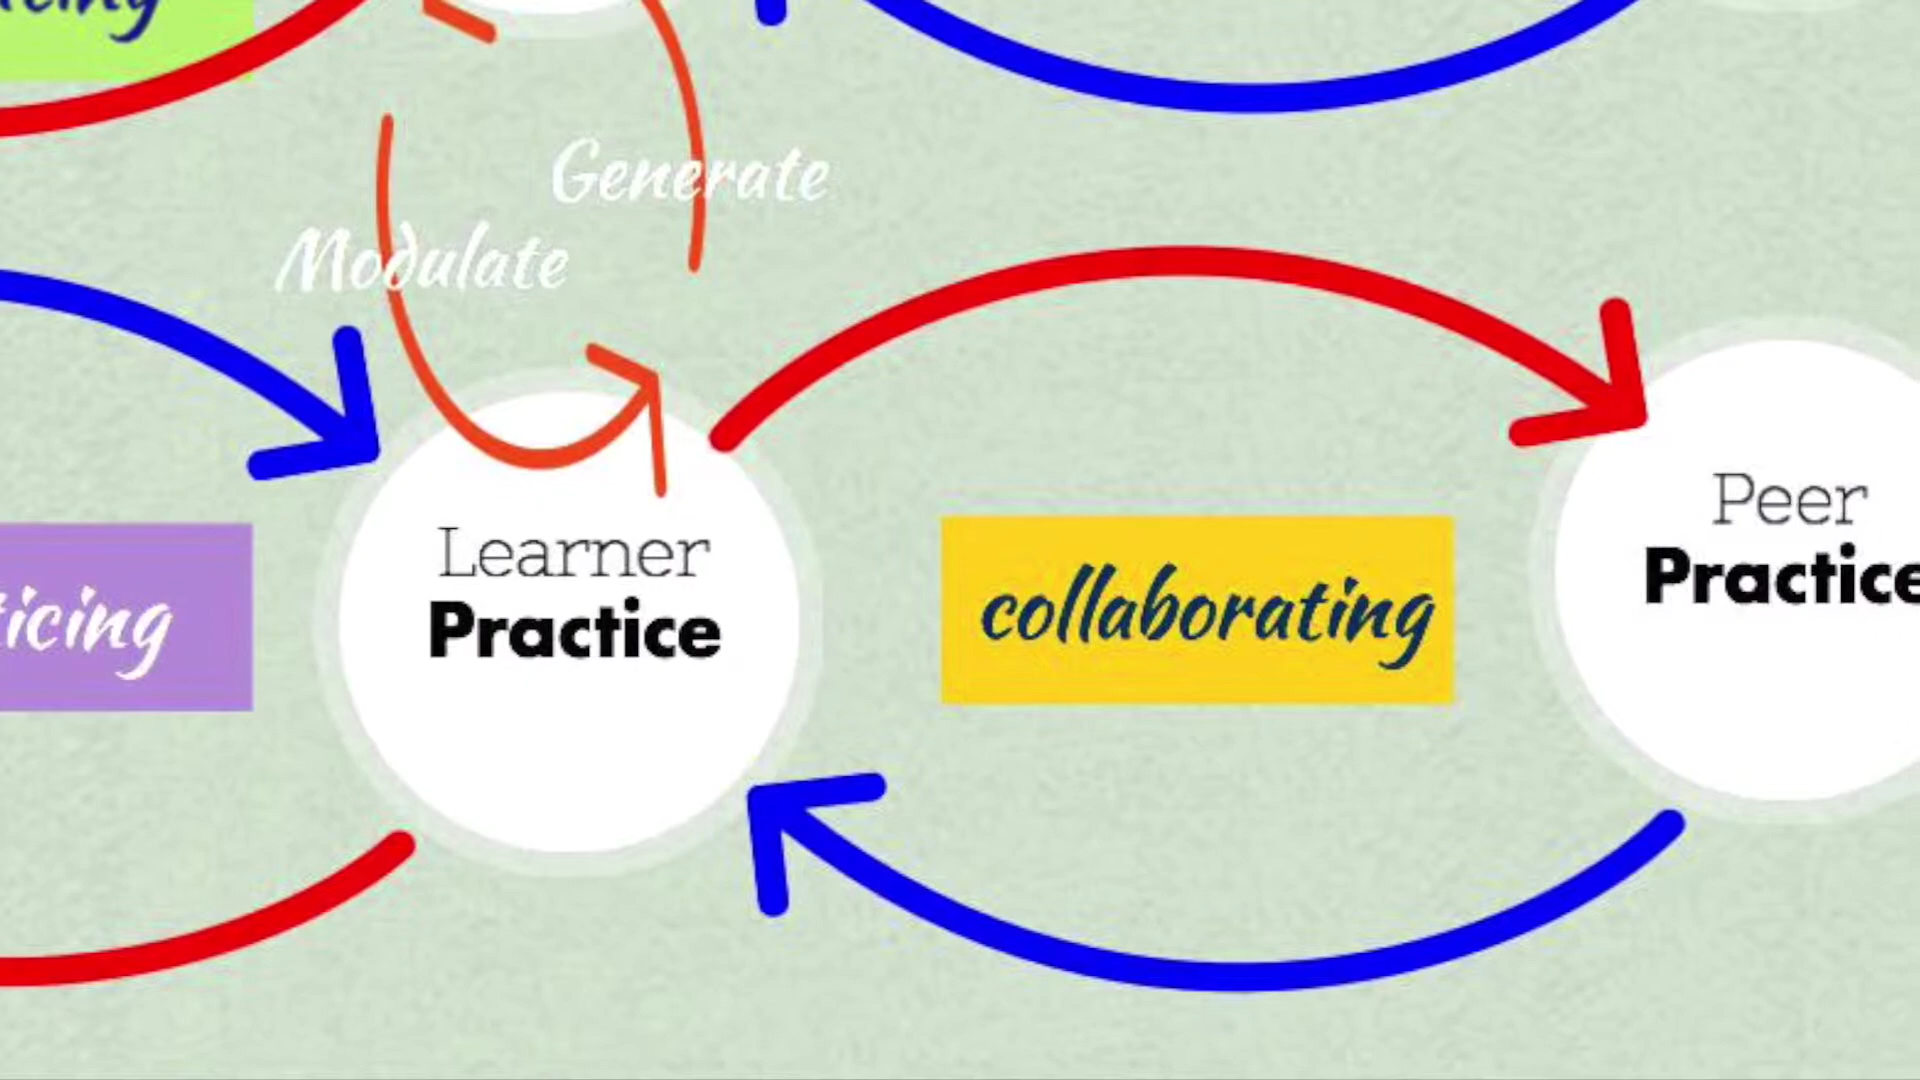 Generate
Modulate
Learner
Practice
collaborating
Peer
Practice